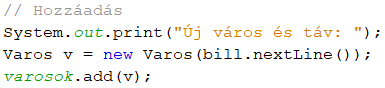 // Hozzáadás
System.out.print("Új város és táv: ");
Varos v = new Varos(bill.nextLine());
varosok.add(v);